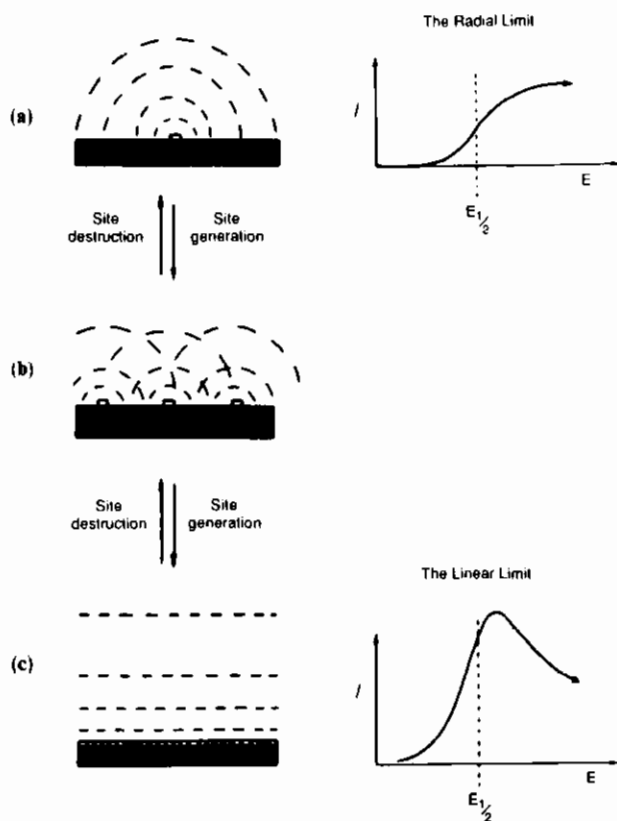 The Radial Limit
(a)
I
E
E1/2
Site destruction
Site generation
(b)
Site destruction
Site generation
The Linear Limit
(c)
I
E
E1/2